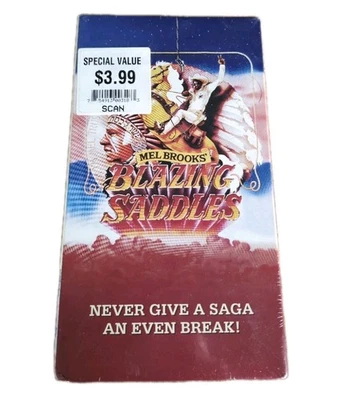 SPECIAL VALUE
$3.99
SCAN
MEL BROOKS'
BLAZING
SADDLES
NEVER GIVE A SAGA
AN EVEN BREAK!